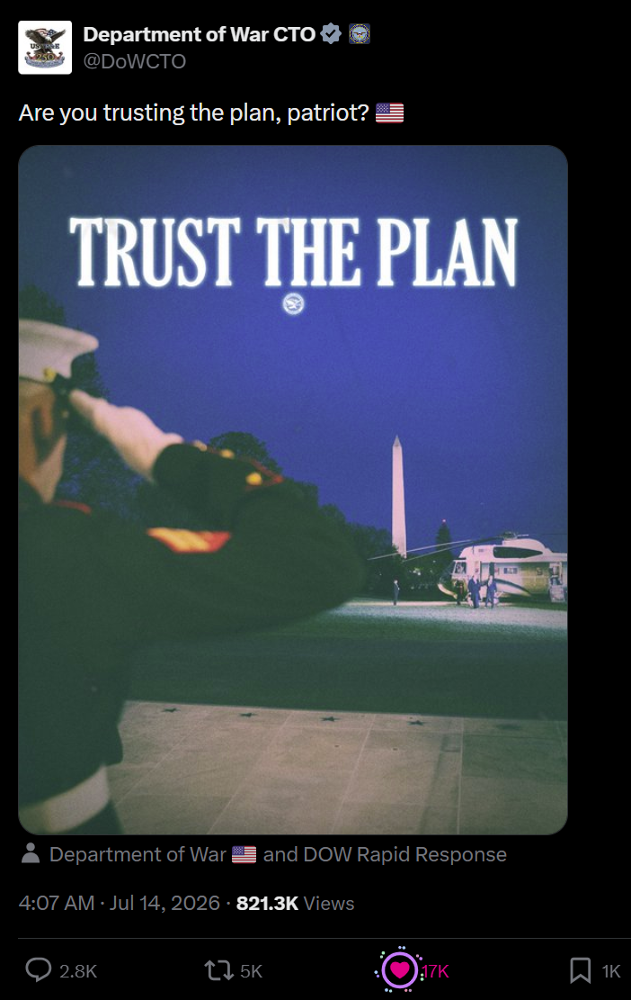 Department of War CTO
@DoWCTO
Are you trusting the plan, patriot? 🇺🇸
TRUST THE PLAN
Department of War 🇺🇸 and DOW Rapid Response
4:07 AM · Jul 14, 2026 · 821.3K Views
2.8K 5K 17K 1K